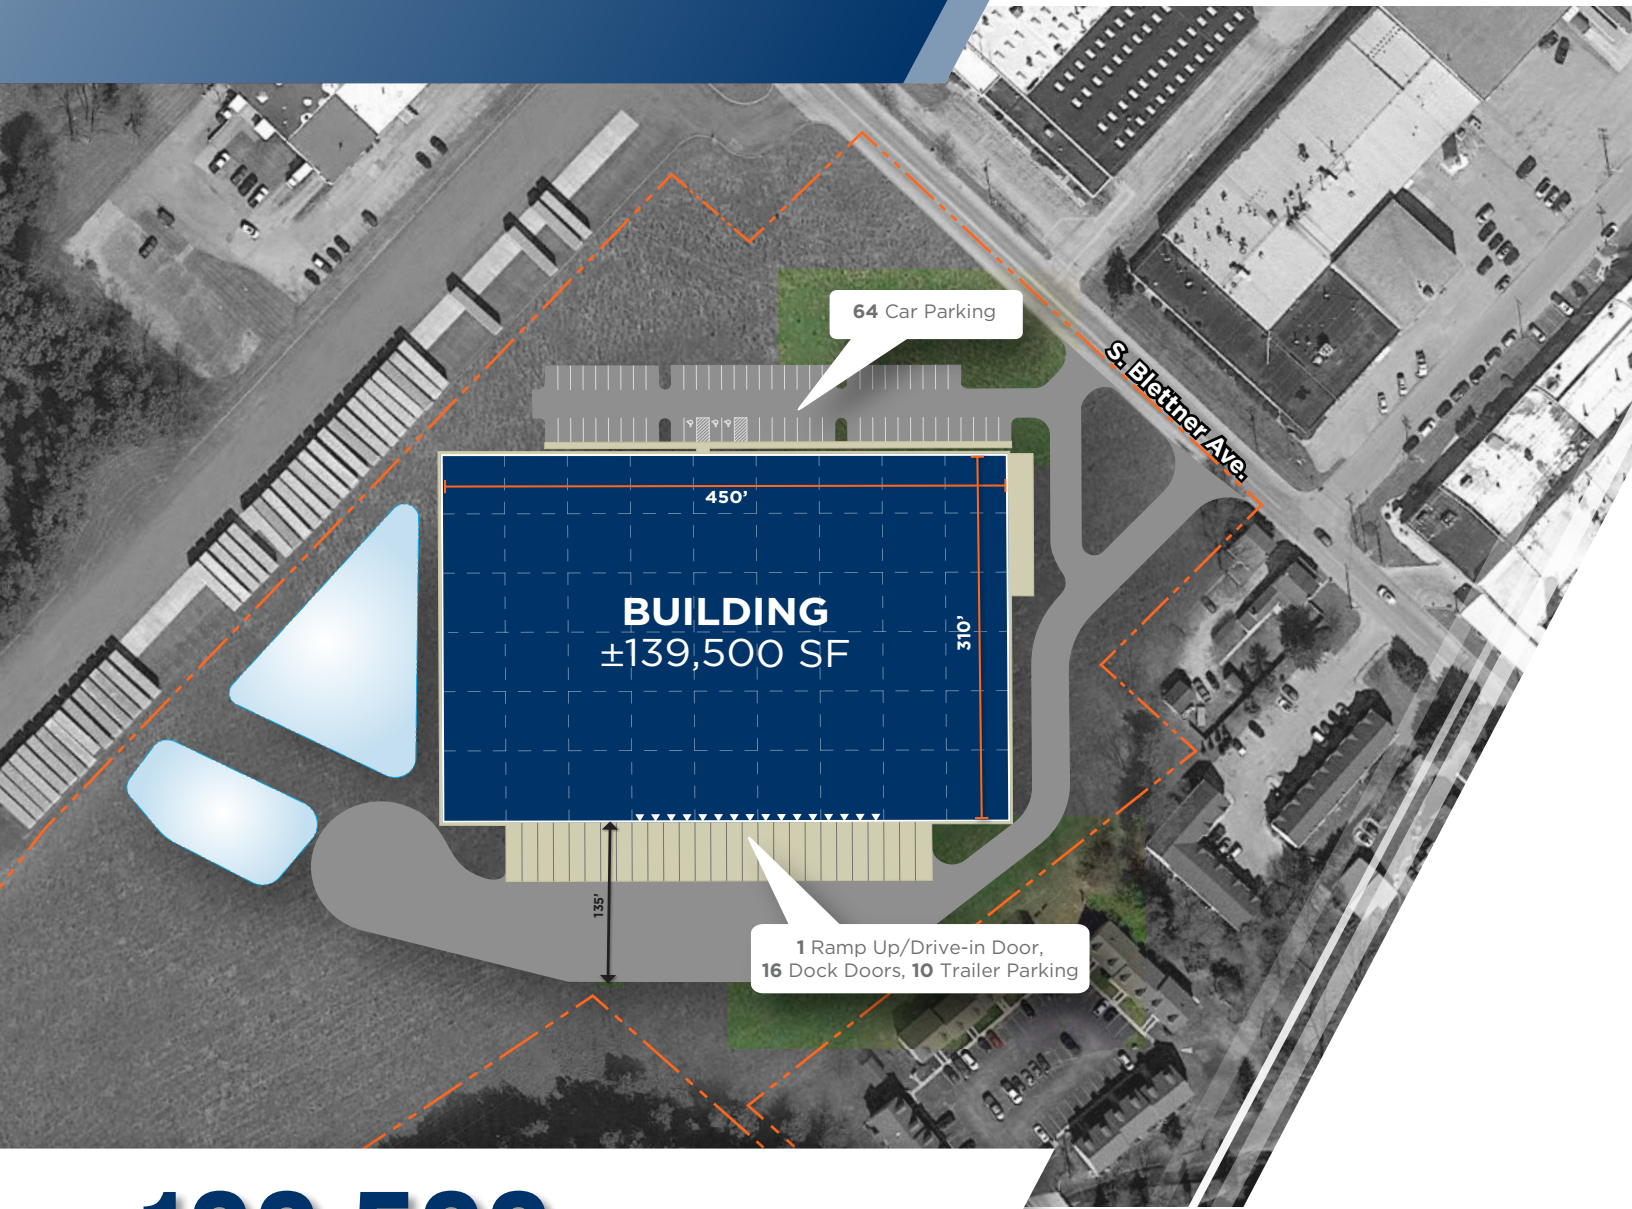 64 Car Parking
S. Blettner Ave.
450’
310’
BUILDING
±139,500 SF
135’
1 Ramp Up/Drive-in Door,
16 Dock Doors, 10 Trailer Parking